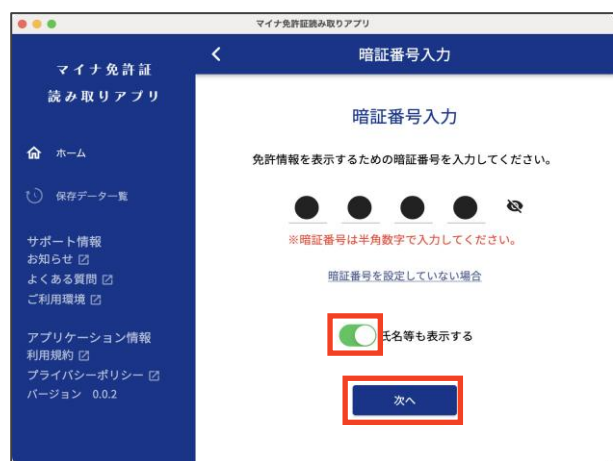 マイナ免許証読み取りアプリ
マイナ免許証
読み取りアプリ
ホーム
保存データ一覧
サポート情報
お知らせ
よくある質問
ご利用環境
アプリケーション情報
利用規約
プライバシーポリシー
バージョン 0.0.2
暗証番号入力
暗証番号入力
免許情報を表示するための暗証番号を入力してください。
※暗証番号は半角数字で入力してください。
暗証番号を設定していない場合
氏名等も表示する
次へ